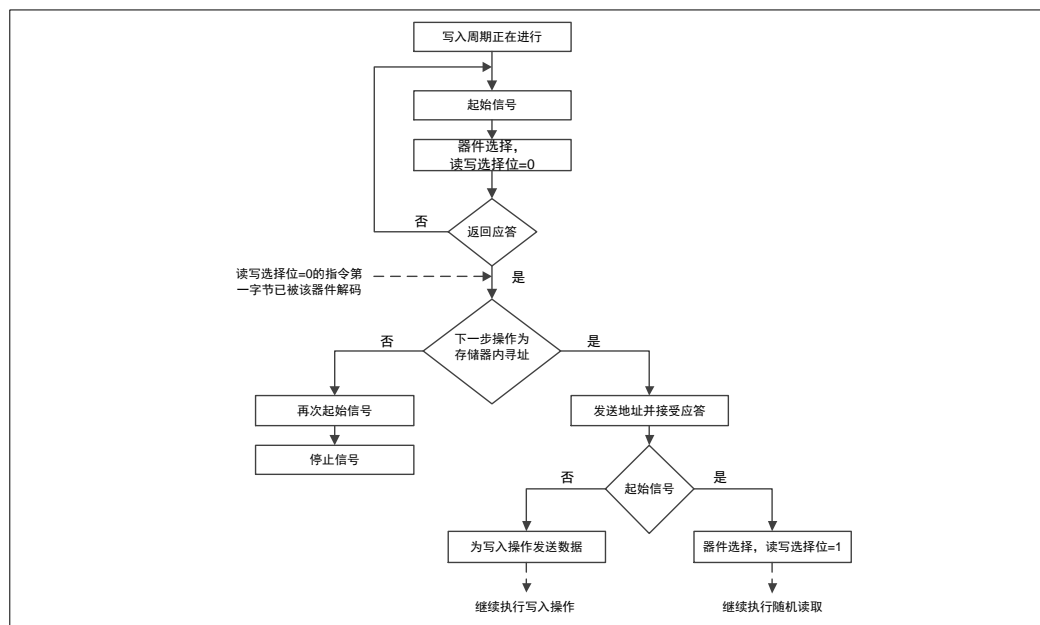 写入周期正在进行
起始信号
器件选择，
读写选择位=0
否
返回应答
读写选择位=0的指令第
一字节已被该器件解码
是
否
下一步操作为
存储器内寻址
是
再次起始信号
发送地址并接受应答
停止信号
否
起始信号
是
为写入操作发送数据
器件选择，读写选择位=1
继续执行写入操作
继续执行随机读取